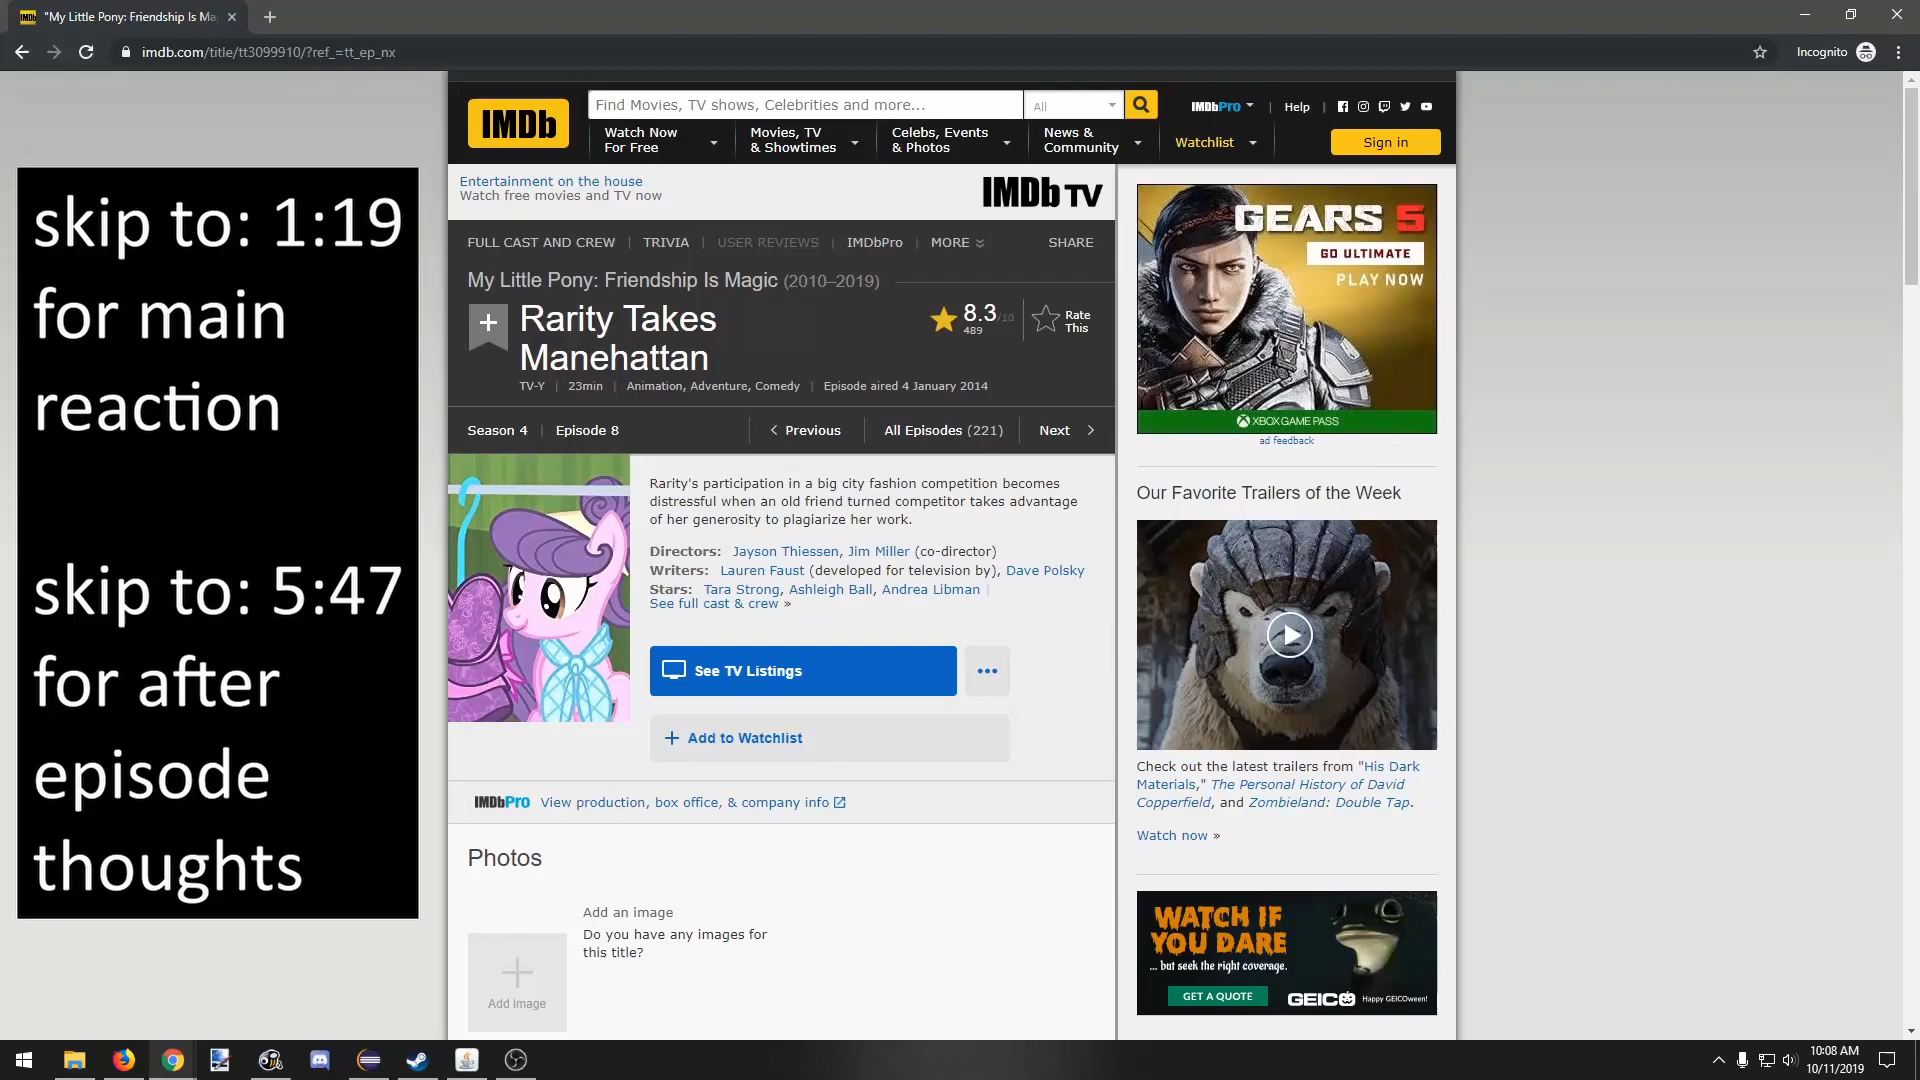 "My Little Pony: Friendship Is Ma
imdb.com/title/tt3099910/?ref_=tt_ep_nx
Incognito
skip to: 1:19
for main
reaction
skip to: 5:47
for after
episode
thoughts
IMDb
Find Movies, TV shows, Celebrities and more...
All
IMDbPro
Help
Watch Now
For Free
Movies, TV
& Showtimes
Celebs, Events
& Photos
News &
Community
Watchlist
Sign in
Entertainment on the house
Watch free movies and TV now
IMDb TV
FULL CAST AND CREW | TRIVIA | USER REVIEWS | IMDbPro | MORE
SHARE
My Little Pony: Friendship Is Magic (2010–2019)
+ Rarity Takes
Manehattan
8.3/10
489
Rate
This
TV-Y | 23min | Animation, Adventure, Comedy | Episode aired 4 January 2014
Season 4 | Episode 8
Previous
All Episodes (221)
Next
Rarity's participation in a big city fashion competition becomes
distressful when an old friend turned competitor takes advantage
of her generosity to plagiarize her work.
Directors: Jayson Thiessen, Jim Miller (co-director)
Writers: Lauren Faust (developed for television by), Dave Polsky
Stars: Tara Strong, Ashleigh Ball, Andrea Libman |
See full cast & crew »
See TV Listings
Add to Watchlist
IMDbPro View production, box office, & company info
Photos
Add an image
Do you have any images for
this title?
Add Image
GEARS 5
GO ULTIMATE
PLAY NOW
XBOX GAME PASS
ad feedback
Our Favorite Trailers of the Week
Check out the latest trailers from "His Dark
Materials," The Personal History of David
Copperfield, and Zombieland: Double Tap.
Watch now »
WATCH IF
YOU DARE
... but seek the right coverage.
GET A QUOTE
GEICO
Happy GEICOween!
10:08 AM
10/11/2019